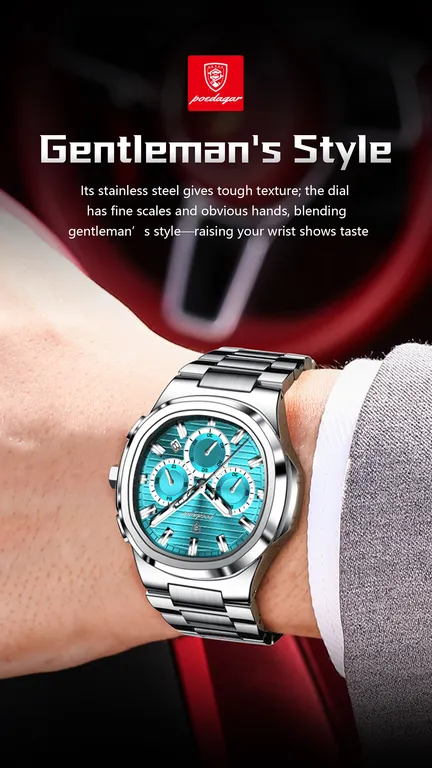 poedagar
Gentleman's Style
Its stainless steel gives tough texture; the dial
has fine scales and obvious hands, blending
gentleman’s style—raising your wrist shows taste